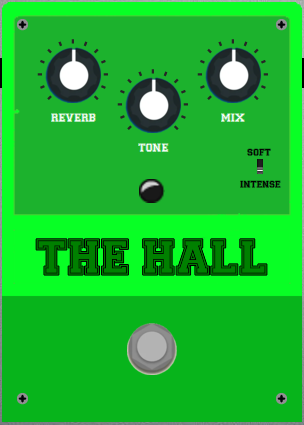 REVERB
MIX
TONE
SOFT
INTENSE
THE HALL